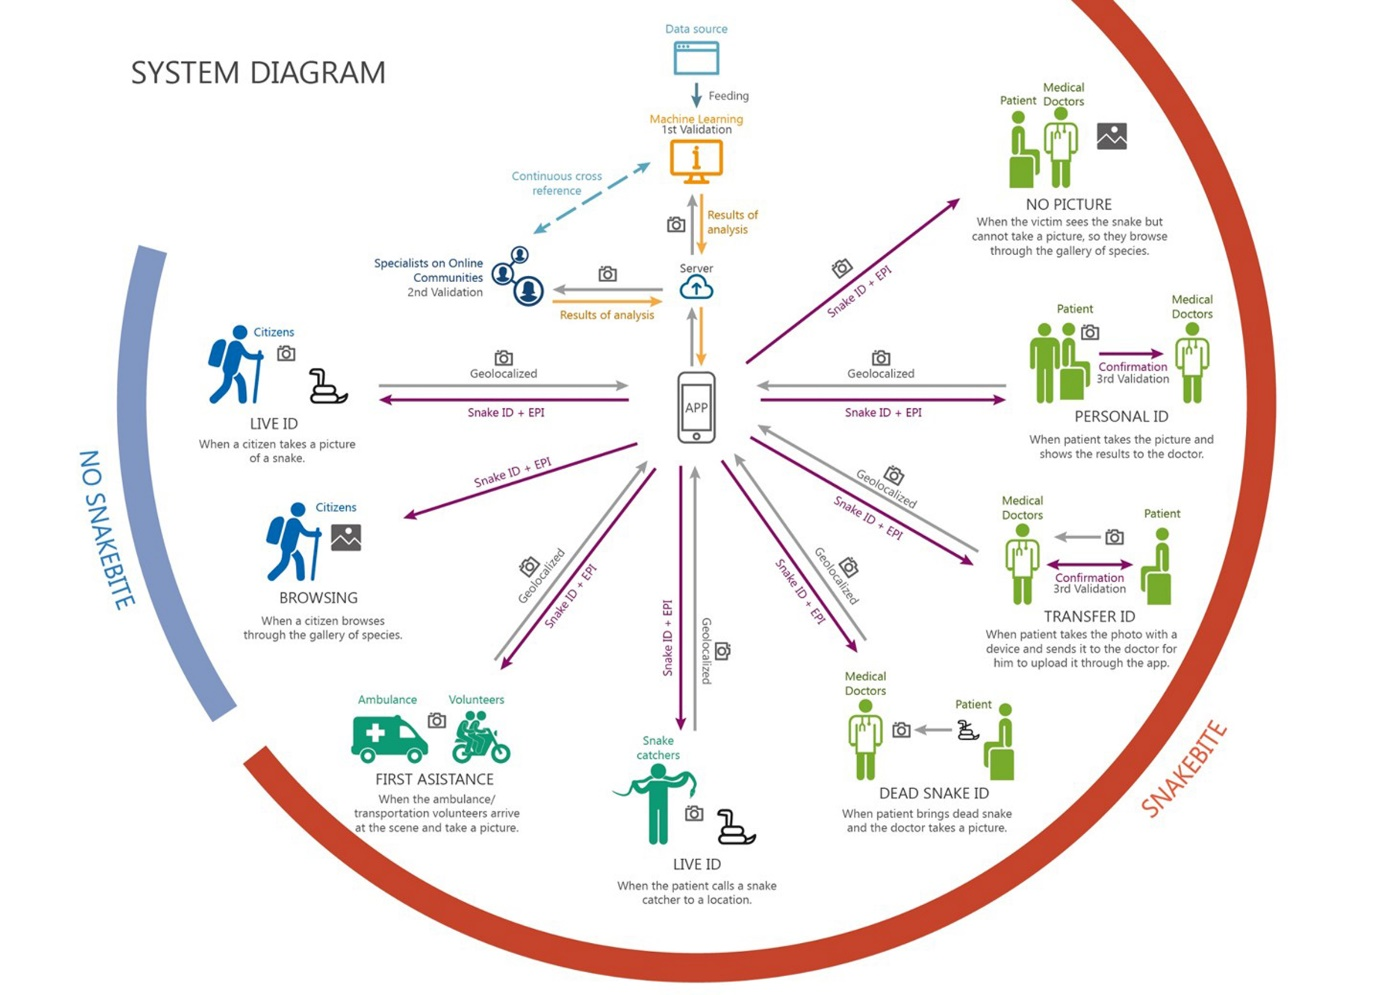 SYSTEM DIAGRAM
Data source
Feeding
Machine Learning
1st Validation
Continuous cross
reference
Results of
analysis
Specialists on Online
Communities
2nd Validation
Server
Results of analysis
APP
Patient
Medical
Doctors
NO PICTURE
When the victim sees the snake but
cannot take a picture, so they browse
through the gallery of species.
Snake ID + EPI
Citizens
LIVE ID
When a citizen takes a picture
of a snake.
Geolocalized
Snake ID + EPI
Geolocalized
Snake ID + EPI
Patient
Medical
Doctors
Confirmation
3rd Validation
PERSONAL ID
When patient takes the picture and
shows the results to the doctor.
NO SNAKEBITE
Snake ID + EPI
Citizens
BROWSING
When a citizen browses
through the gallery of species.
Geolocalized
Snake ID + EPI
Medical
Doctors
Patient
Confirmation
3rd Validation
TRANSFER ID
When patient takes the photo with a
device and sends it to the doctor for
him to upload it through the app.
Geolocalized
Snake ID + EPI
Ambulance
Volunteers
FIRST ASISTANCE
When the ambulance/
transportation volunteers arrive
at the scene and take a picture.
Snake ID + EPI
Geolocalized
Snake
catchers
LIVE ID
When the patient calls a snake
catcher to a location.
Geolocalized
Snake ID + EPI
Medical
Doctors
Patient
DEAD SNAKE ID
When patient brings dead snake
and the doctor takes a picture.
SNAKEBITE